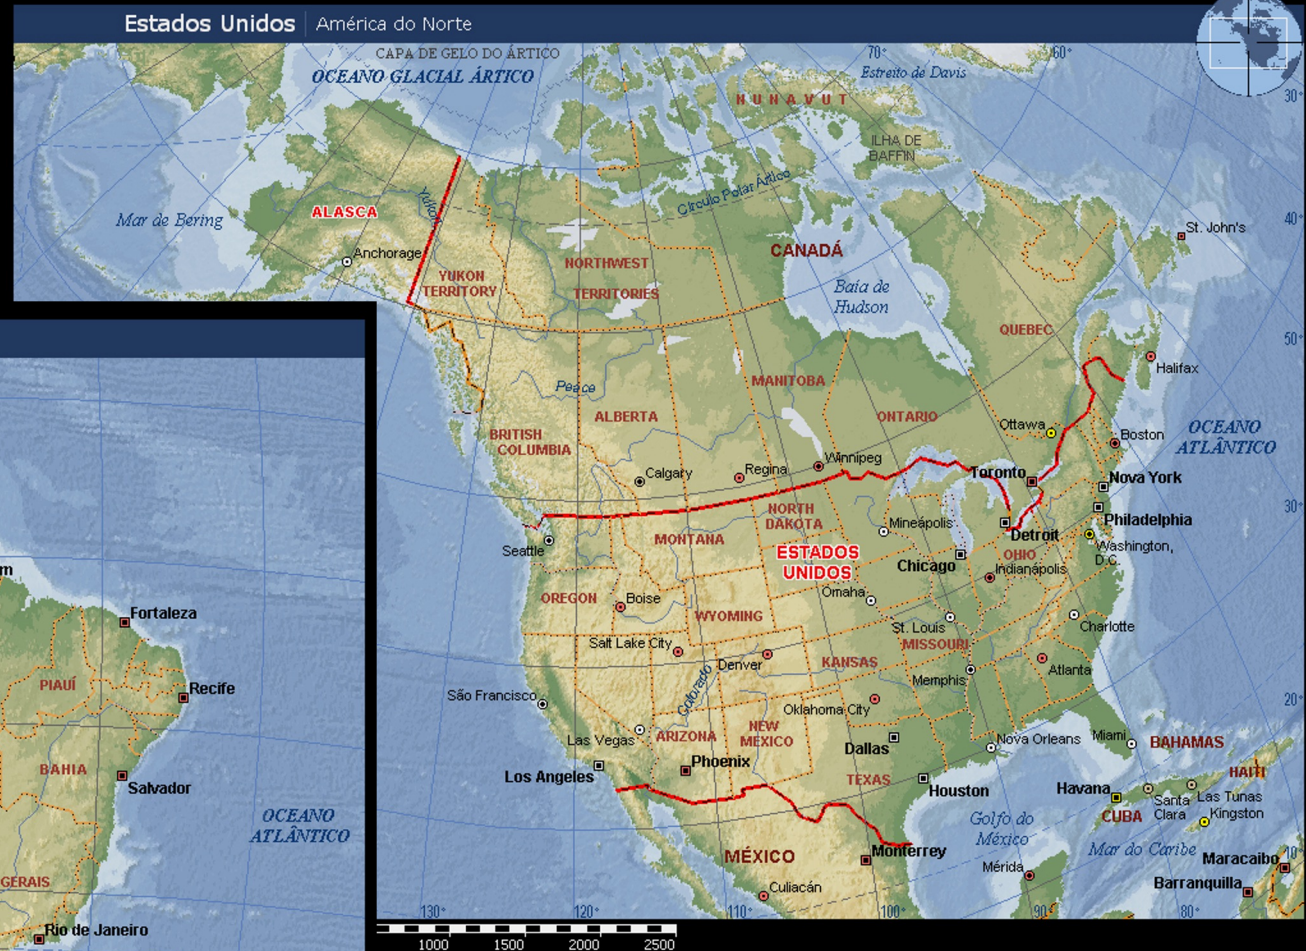 Estados Unidos | América do Norte
CAPA DE GELO DO ÁRTICO
OCEANO GLACIAL ÁRTICO
70°
60°
Estreito de Davis
30°
NUNAVUT
ILHA DE
BAFFIN
Círculo Polar Ártico
Yukon
Mar de Bering
ALASCA
40°
St. John's
Anchorage
CANADÁ
YUKON
TERRITORY
NORTHWEST
TERRITORIES
Baía de
Hudson
QUEBEC
50°
Halifax
Peace
MANITOBA
ALBERTA
ONTARIO
Ottawa
OCEANO
ATLÂNTICO
BRITISH
COLUMBIA
Boston
Calgary
Regina
Winnipeg
Toronto
Nova York
NORTH
DAKOTA
Mineápolis
Philadelphia
30°
Seattle
MONTANA
ESTADOS
UNIDOS
Detroit
Washington,
D.C.
Chicago
OHIO
Indianápolis
OREGON
Boise
Omaha
WYOMING
St. Louis
Charlotte
Salt Lake City
MISSOURI
Denver
KANSAS
Atlanta
Memphis
Colorado
São Francisco
Oklahoma City
20°
Las Vegas
ARIZONA
NEW
MEXICO
Dallas
Nova Orleans
Miami
BAHAMAS
Los Angeles
Phoenix
TEXAS
HAITI
Houston
Havana
Santa
Clara
Las Tunas
CUBA
Kingston
Golfo do
México
MÉXICO
Monterrey
Mar do Caribe
Mérida
Maracaibo
10°
Culiacán
Barranquilla
130°
120°
110°
100°
90°
80°
1000
1500
2000
2500
m
Fortaleza
PIAUÍ
Recife
BAHIA
Salvador
OCEANO
ATLÂNTICO
GERAIS
Rio de Janeiro